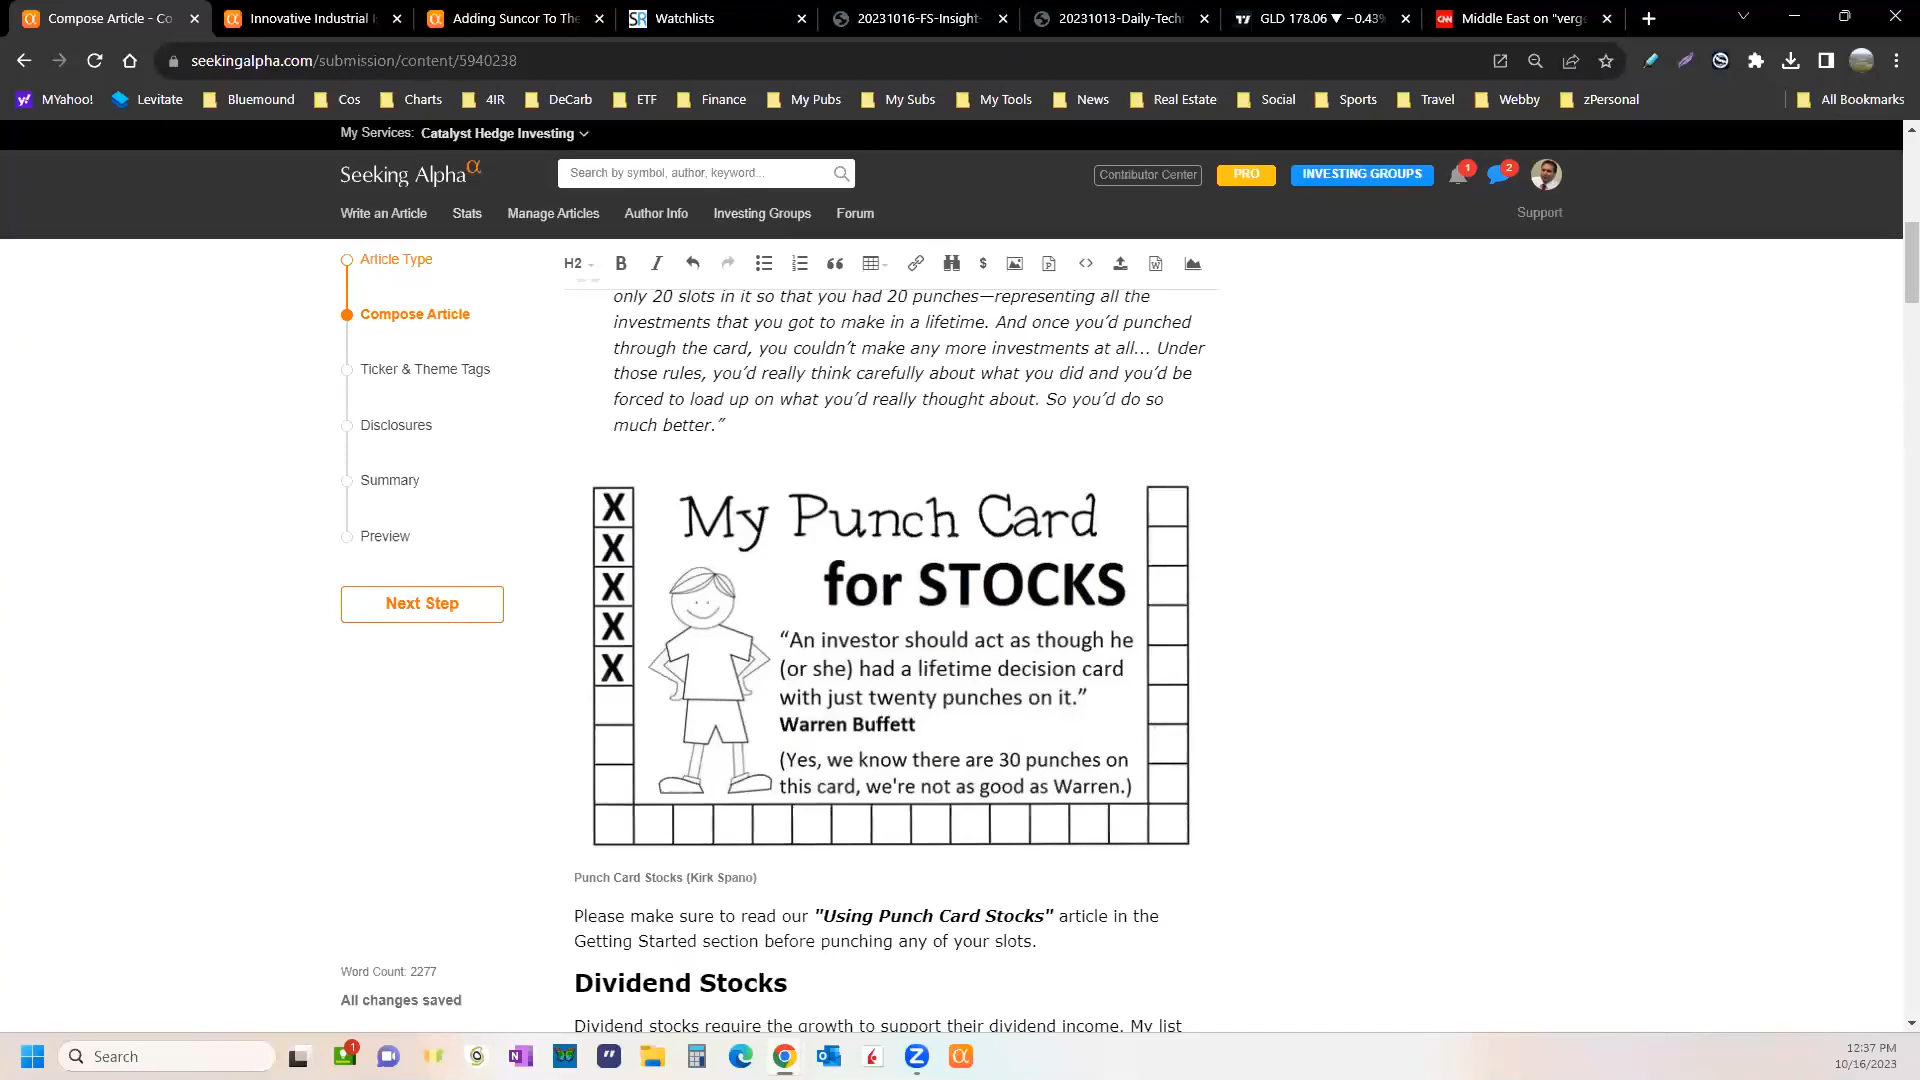 Compose Article - Co
Innovative Industrial
Adding Suncor To The
SR Watchlists
20231016-FS-Insight-
20231013-Daily-Tech
GLD 178.06 ▼ −0.43%
CNN Middle East on "verge
seekingalpha.com/submission/content/5940238
MYahoo!
Levitate
Bluemound
Cos
Charts
4IR
DeCarb
ETF
Finance
My Pubs
My Subs
My Tools
News
Real Estate
Social
Sports
Travel
Webby
zPersonal
All Bookmarks
My Services: Catalyst Hedge Investing
Seeking Alpha α
Search by symbol, author, keyword...
Contributor Center
PRO
INVESTING GROUPS
1
2
Write an Article
Stats
Manage Articles
Author Info
Investing Groups
Forum
Support
Article Type
Compose Article
Ticker & Theme Tags
Disclosures
Summary
Preview
Next Step
Word Count: 2277
All changes saved
H2 B I $
only 20 slots in it so that you had 20 punches—representing all the
investments that you got to make in a lifetime. And once you’d punched
through the card, you couldn’t make any more investments at all… Under
those rules, you’d really think carefully about what you did and you’d be
forced to load up on what you’d really thought about. So you’d do so
much better.”
X
X
X
X
X
My Punch Card
for STOCKS
“An investor should act as though he
(or she) had a lifetime decision card
with just twenty punches on it.”
Warren Buffett
(Yes, we know there are 30 punches on
this card, we're not as good as Warren.)
Punch Card Stocks (Kirk Spano)
Please make sure to read our "Using Punch Card Stocks" article in the
Getting Started section before punching any of your slots.
Dividend Stocks
Dividend stocks require the growth to support their dividend income. My list
Search
1
12:37 PM
10/16/2023